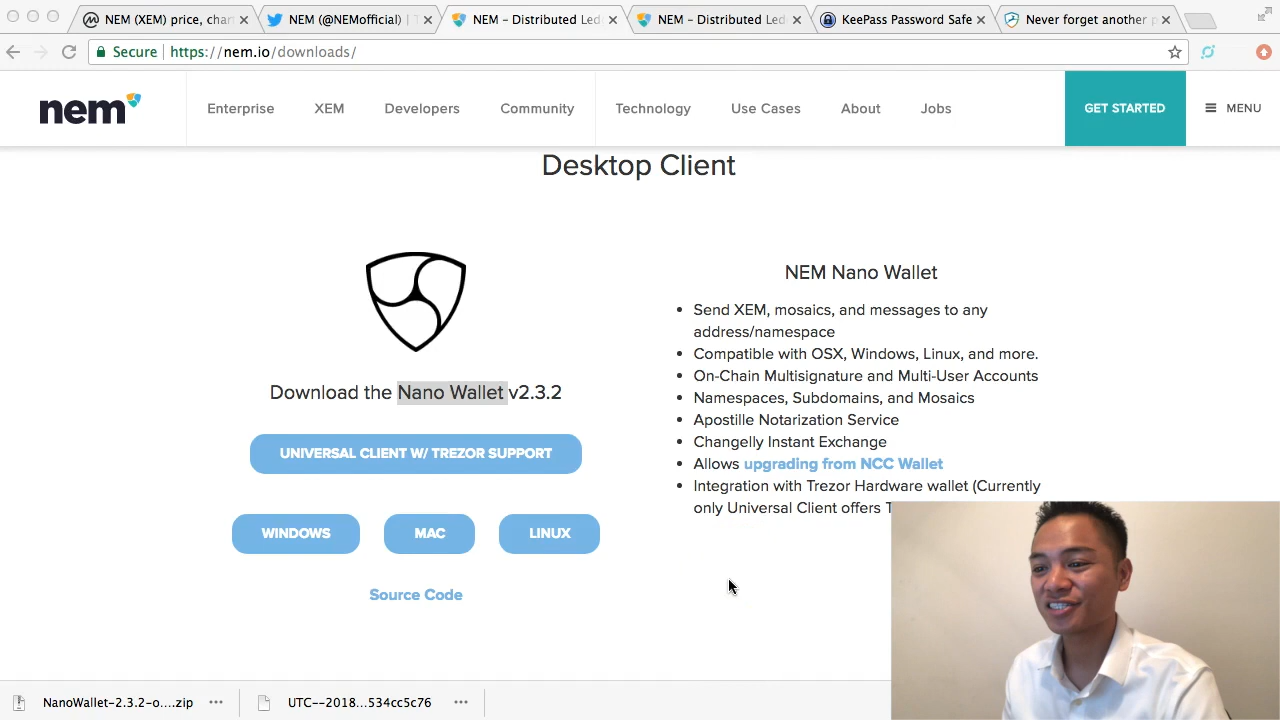 NEM (XEM) price, char
NEM (@NEMofficial) | T
NEM – Distributed Led
NEM – Distributed Led
KeePass Password Safe
Never forget another p
Secure
https://nem.io/downloads/
nem
Enterprise
XEM
Developers
Community
Technology
Use Cases
About
Jobs
GET STARTED
MENU
Desktop Client
Download the Nano Wallet v2.3.2
UNIVERSAL CLIENT W/ TREZOR SUPPORT
WINDOWS
MAC
LINUX
Source Code
NEM Nano Wallet
• Send XEM, mosaics, and messages to any
address/namespace
• Compatible with OSX, Windows, Linux, and more.
• On-Chain Multisignature and Multi-User Accounts
• Namespaces, Subdomains, and Mosaics
• Apostille Notarization Service
• Changelly Instant Exchange
• Allows upgrading from NCC Wallet
• Integration with Trezor Hardware wallet (Currently
only Universal Client offers T
NanoWallet-2.3.2-o....zip
UTC--2018...534cc5c76